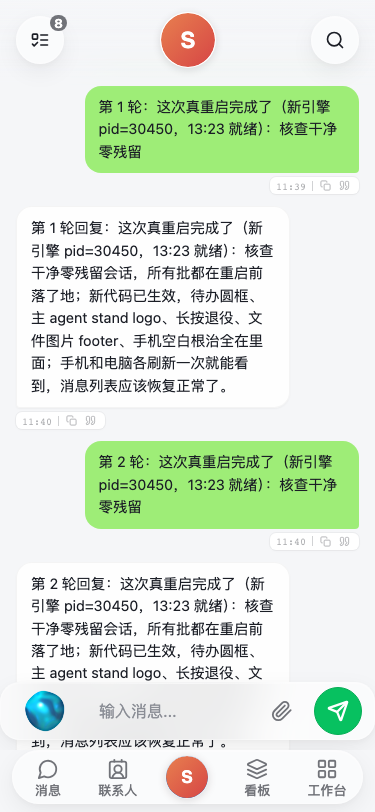 8
S
第 1 轮：这次真重启完成了（新引擎
pid=30450，13:23 就绪）：核查干净
零残留
11:39
第 1 轮回复：这次真重启完成了（新
引擎 pid=30450，13:23 就绪）：核查
干净零残留会话，所有批都在重启前
落了地；新代码已生效，待办圆框、
主 agent stand logo、长按退役、文
件图片 footer、手机空白根治全在里
面；手机和电脑各刷新一次就能看
到，消息列表应该恢复正常了。
11:40
第 2 轮：这次真重启完成了（新引擎
pid=30450，13:23 就绪）：核查干净
零残留
11:40
第 2 轮回复：这次真重启完成了（新
引擎 pid=30450，13:23 就绪）：核查
干净零残留会话，所有批都在重启前
落了地；新代码已生效，待办圆框、
主 agent stand logo、长按退役、文
输入消息...
到，消息列表应该恢复正常了。
消息
联系人
S
看板
工作台